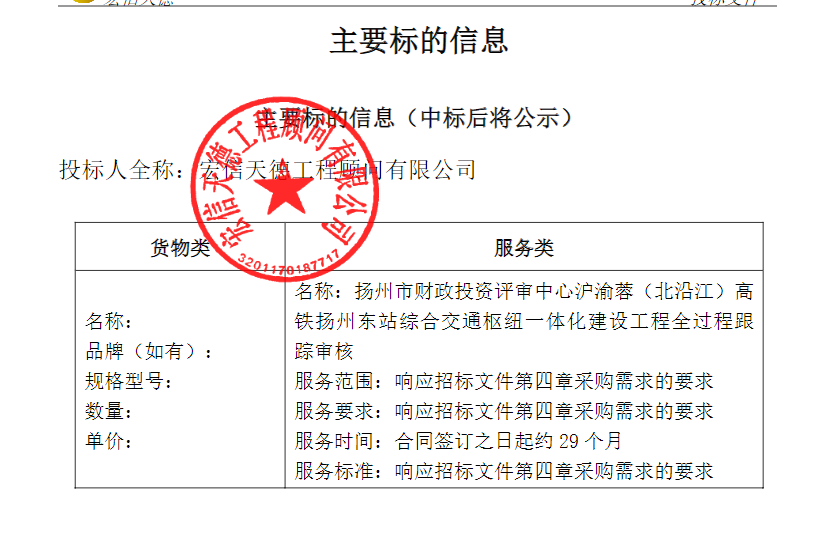 宏信天德
投标文件
主要标的信息
主要标的信息（中标后将公示）
投标人全称：宏信天德工程顾问有限公司
宏信天德工程顾问有限公司
3201170187717
货物类
服务类
名称：
品牌（如有）：
规格型号：
数量：
单价：
名称：扬州市财政投资评审中心沪渝蓉（北沿江）高
铁扬州东站综合交通枢纽一体化建设工程全过程跟
踪审核
服务范围：响应招标文件第四章采购需求的要求
服务要求：响应招标文件第四章采购需求的要求
服务时间：合同签订之日起约 29 个月
服务标准：响应招标文件第四章采购需求的要求